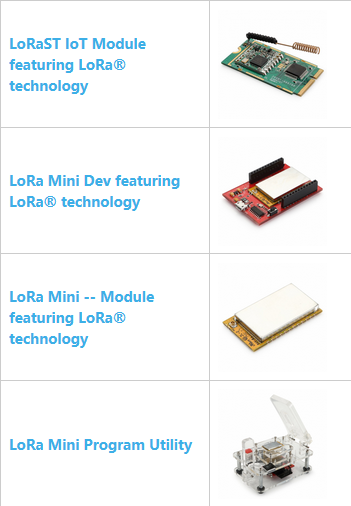 LoRaST IoT Module
featuring LoRa®
technology
LoRa Mini Dev featuring
LoRa® technology
LoRa Mini -- Module
featuring LoRa®
technology
LoRa Mini Program Utility